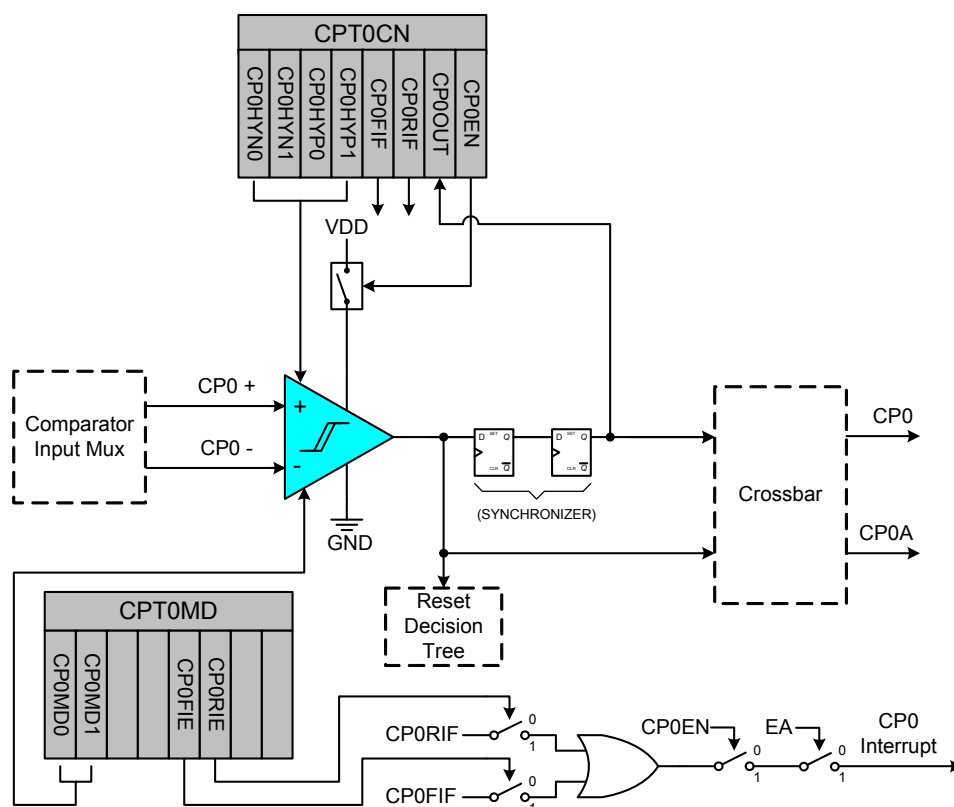 CPT0CN
CP0HYN0
CP0HYN1
CP0HYP0
CP0HYP1
CP0FIF
CP0RIF
CP0OUT
CP0EN
VDD
Comparator
Input Mux
CP0 +
CP0 -
+
-
GND
D
SET
Q
CLR
Q
D
SET
Q
CLR
Q
(SYNCHRONIZER)
Crossbar
CP0
CP0A
Reset
Decision
Tree
CPT0MD
CP0MD0
CP0MD1
CP0FIE
CP0RIE
CP0RIF
0
1
CP0FIF
0
1
CP0EN
0
1
EA
0
1
CP0
Interrupt